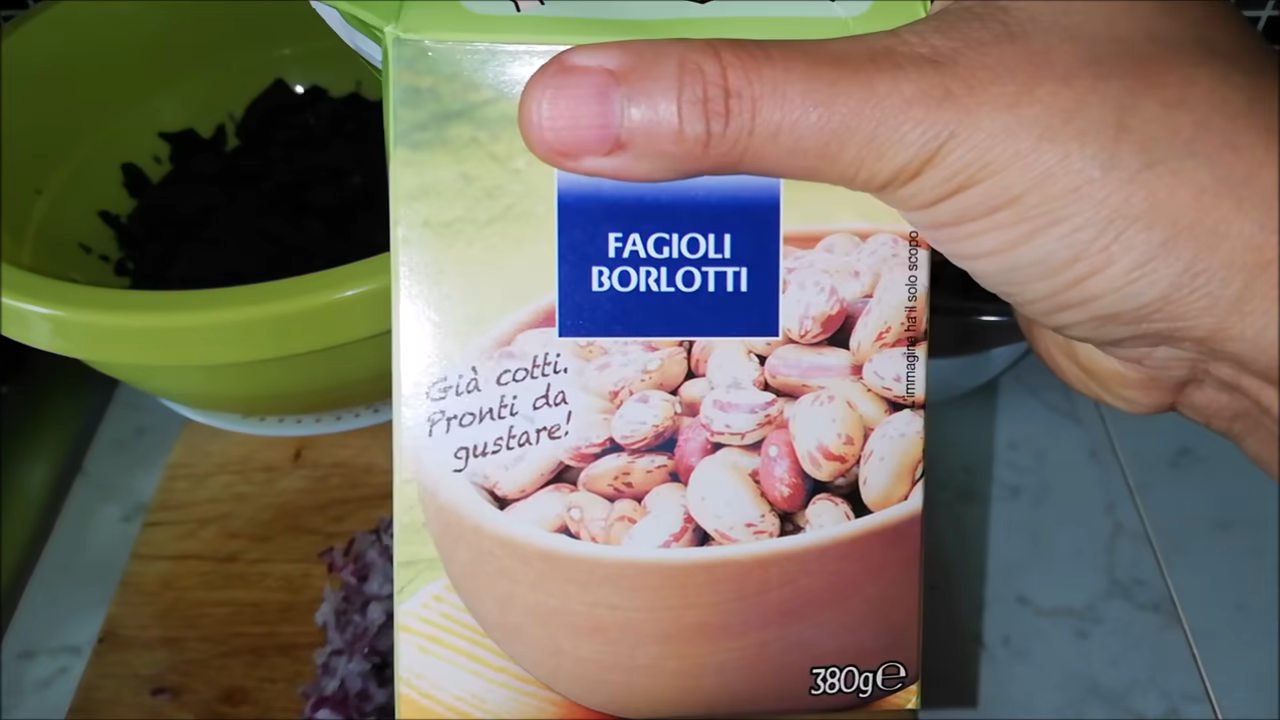 FAGIOLI
BORLOTTI
Già cotti.
Pronti da
gustare!
L'immagine ha il solo scopo
380g℮